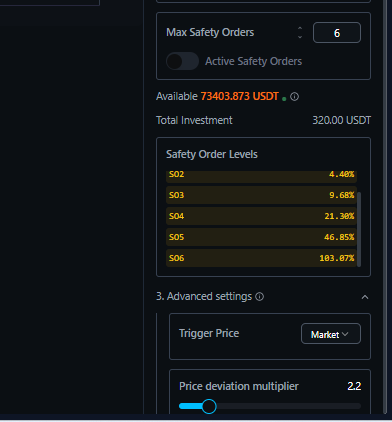 Max Safety Orders 6
Active Safety Orders
Available 73403.873 USDT
Total Investment 320.00 USDT
Safety Order Levels
SO2 4.40%
SO3 9.68%
SO4 21.30%
SO5 46.85%
SO6 103.07%
3. Advanced settings
Trigger Price Market
Price deviation multiplier 2.2